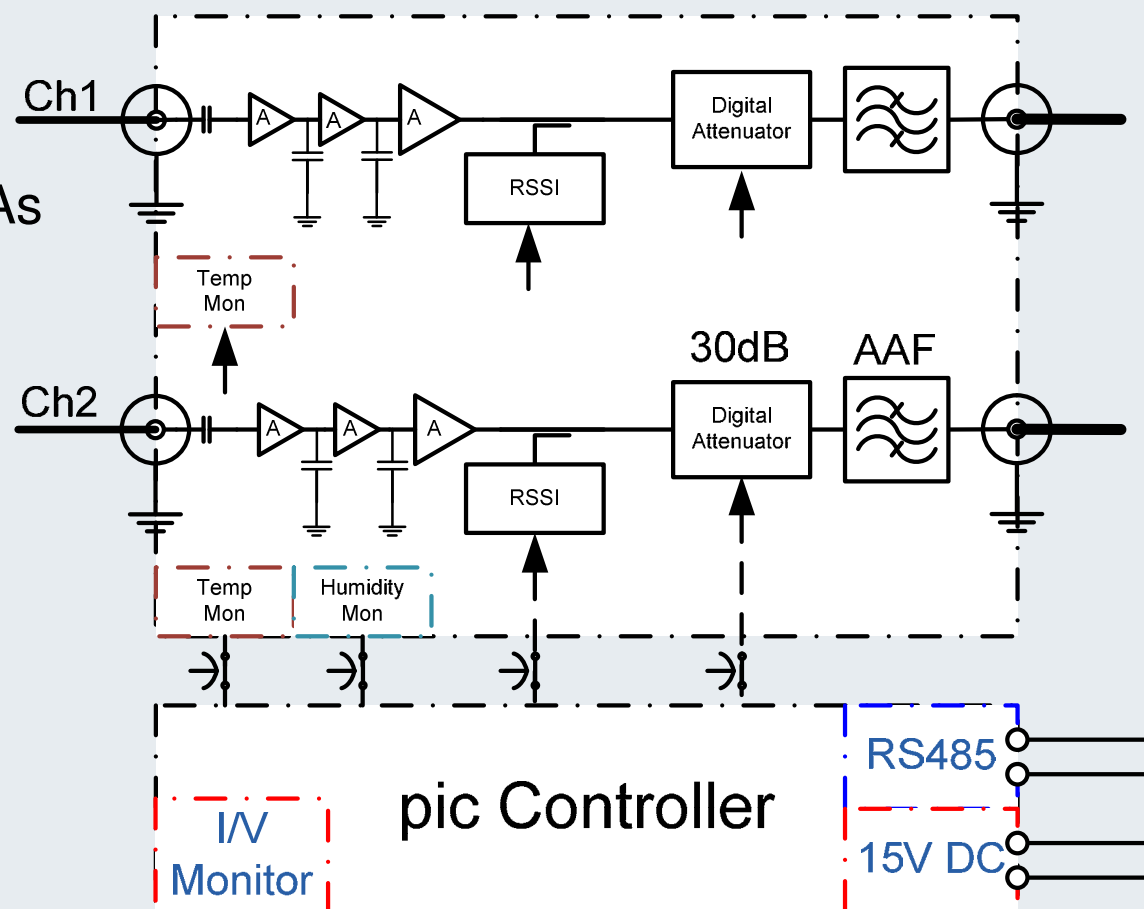 Ch1
A
A
A
Digital
Attenuator
RSSI
As
Temp
Mon
30dB
AAF
Ch2
A
A
A
Digital
Attenuator
RSSI
Temp
Mon
Humidity
Mon
RS485
pic Controller
I/V
Monitor
15V DC